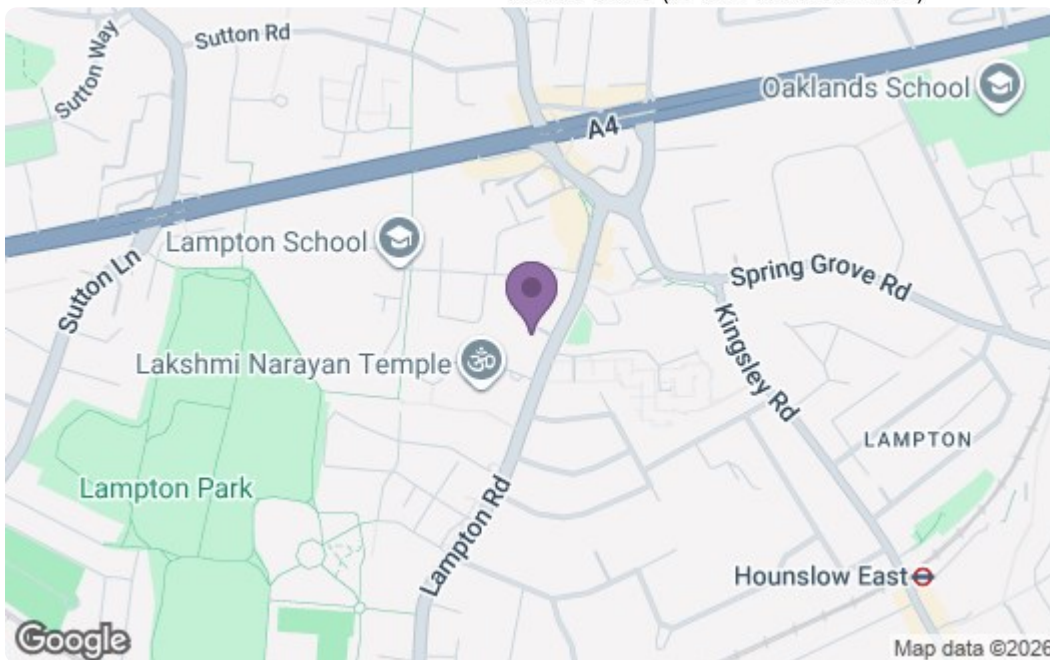 Sutton Rd
Sutton Way
Oaklands School
A4
Lampton School
Sutton Ln
Spring Grove Rd
Kingsley Rd
Lakshmi Narayan Temple
ॐ
LAMPTON
Lampton Park
Lampton Rd
Hounslow East
Google
Map data ©2026